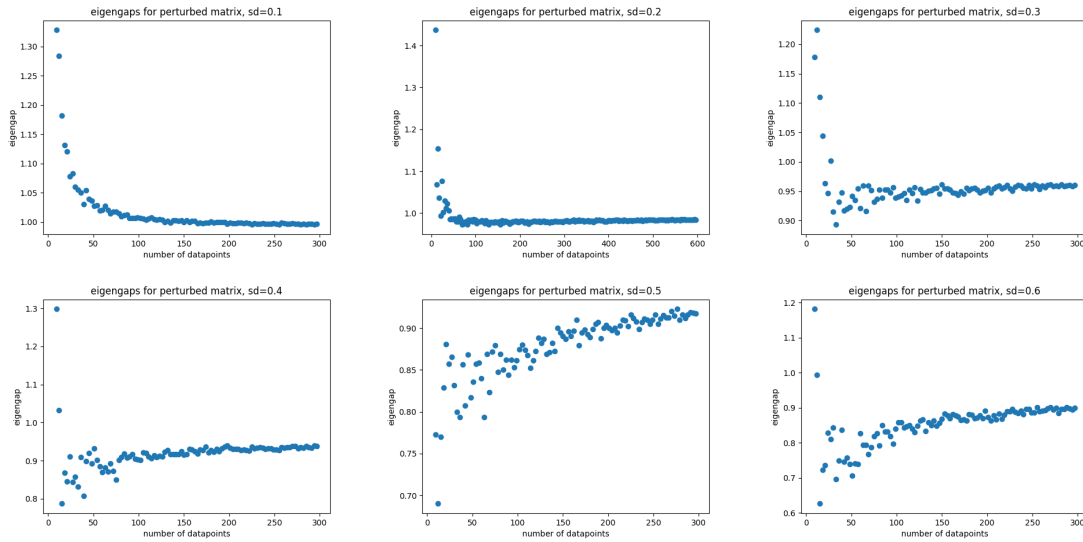 eigengaps for perturbed matrix, sd=0.1
eigengap
1.30
1.25
1.20
1.15
1.10
1.05
1.00
0 50 100 150 200 250 300
number of datapoints
eigengaps for perturbed matrix, sd=0.2
eigengap
1.4
1.3
1.2
1.1
1.0
0 100 200 300 400 500 600
number of datapoints
eigengaps for perturbed matrix, sd=0.3
eigengap
1.20
1.15
1.10
1.05
1.00
0.95
0.90
0 50 100 150 200 250 300
number of datapoints
eigengaps for perturbed matrix, sd=0.4
eigengap
1.3
1.2
1.1
1.0
0.9
0.8
0 50 100 150 200 250 300
number of datapoints
eigengaps for perturbed matrix, sd=0.5
eigengap
0.90
0.85
0.80
0.75
0.70
0 50 100 150 200 250 300
number of datapoints
eigengaps for perturbed matrix, sd=0.6
eigengap
1.2
1.1
1.0
0.9
0.8
0.7
0.6
0 50 100 150 200 250 300
number of datapoints